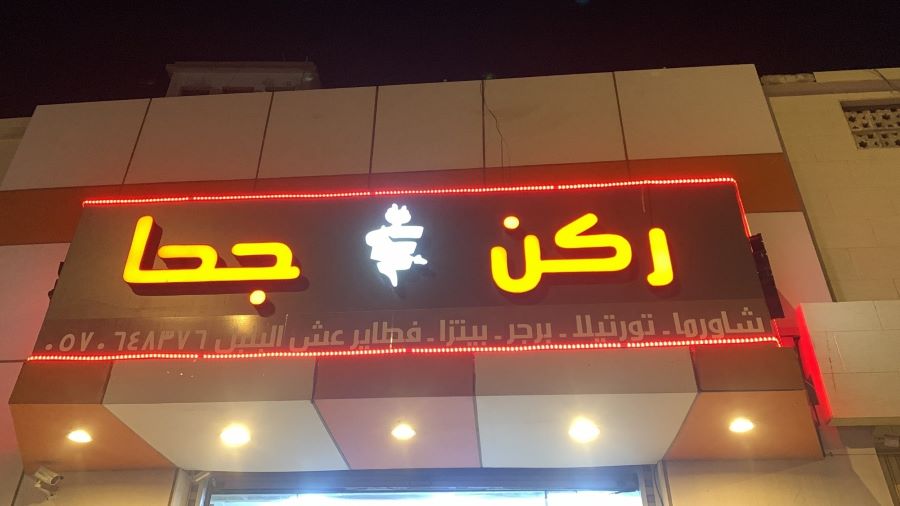 ركن جحا
شاورما - تورتيلا - برجر - بيتزا - فطاير عش البلبل ٠٥٧٠٦٤٨٣٧٦